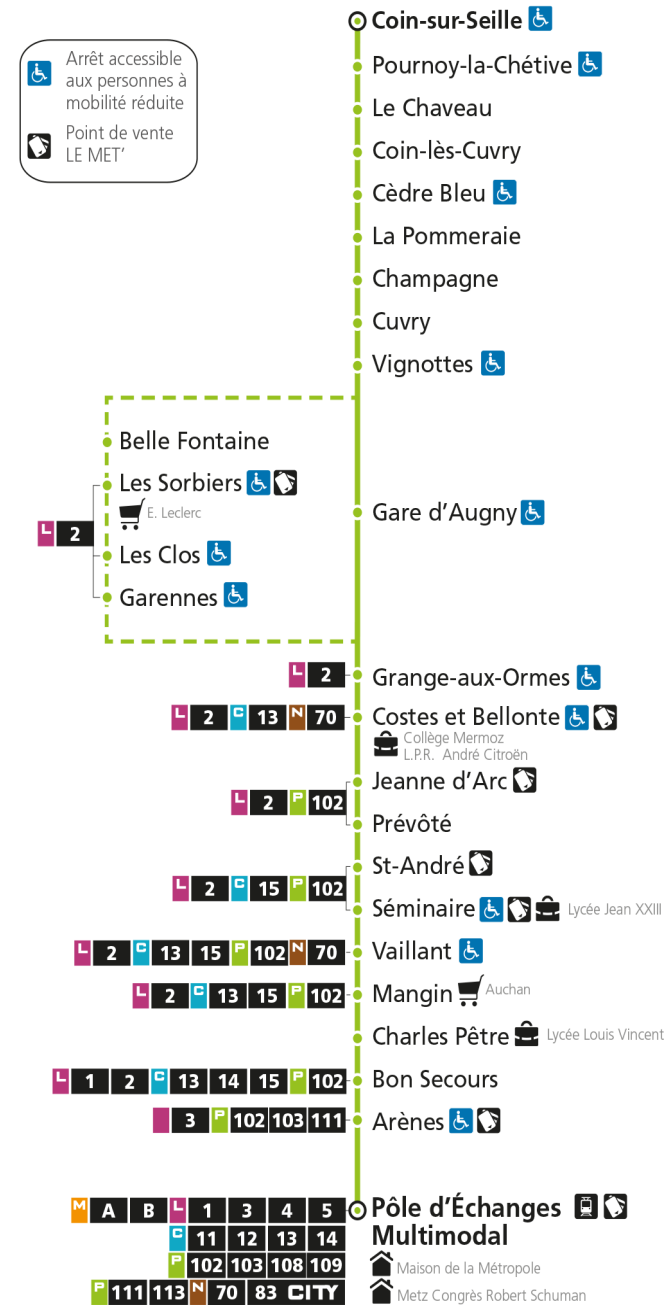 Coin-sur-Seille
Arrêt accessible
aux personnes à
mobilité réduite
Point de vente
LE MET’
Pournoy-la-Chétive
Le Chaveau
Coin-lès-Cuvry
Cèdre Bleu
La Pommeraie
Champagne
Cuvry
Vignottes
Belle Fontaine
Les Sorbiers
E. Leclerc
L 2
Les Clos
Garennes
Gare d’Augny
L 2 Grange-aux-Ormes
L 2 C 13 N 70 Costes et Bellonte
Collège Mermoz
L.P.R. André Citroën
Jeanne d’Arc
L 2 P 102
Prévôté
St-André
L 2 C 15 P 102
Séminaire Lycée Jean XXIII
L 2 C 13 15 P 102 N 70 Vaillant
L 2 C 13 15 P 102 Mangin Auchan
Charles Pêtre Lycée Louis Vincent
L 1 2 C 13 14 15 P 102 Bon Secours
3 P 102 103 111 Arènes
M A B L 1 3 4 5 Pôle d’Échanges
C 11 12 13 14 Multimodal
P 102 103 108 109 Maison de la Métropole
P 111 113 N 70 83 CITY Metz Congrès Robert Schuman